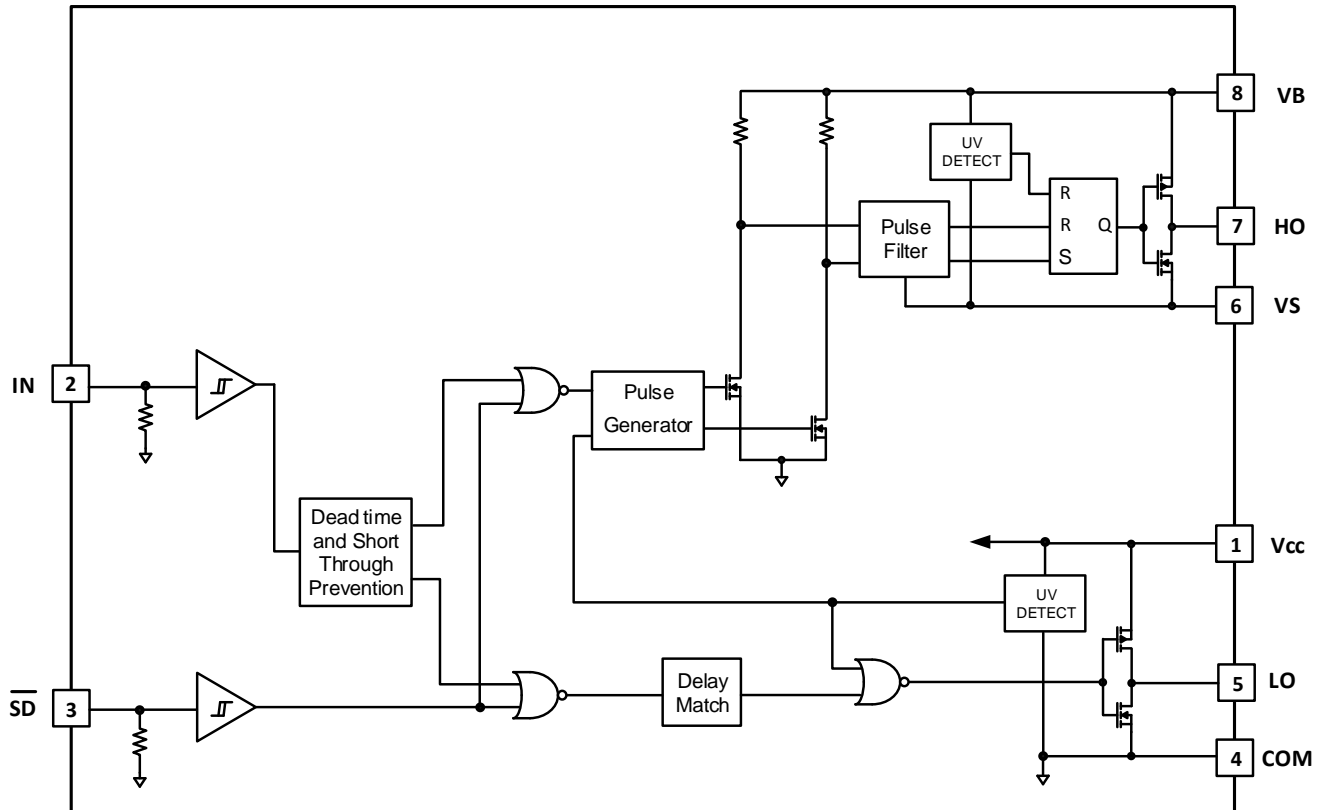 8 VB
UV
DETECT
R
R Q
S
Pulse
Filter
7 HO
6 VS
IN 2
Pulse
Generator
Dead time
and Short
Through
Prevention
1 Vcc
UV
DETECT
SD 3
Delay
Match
5 LO
4 COM